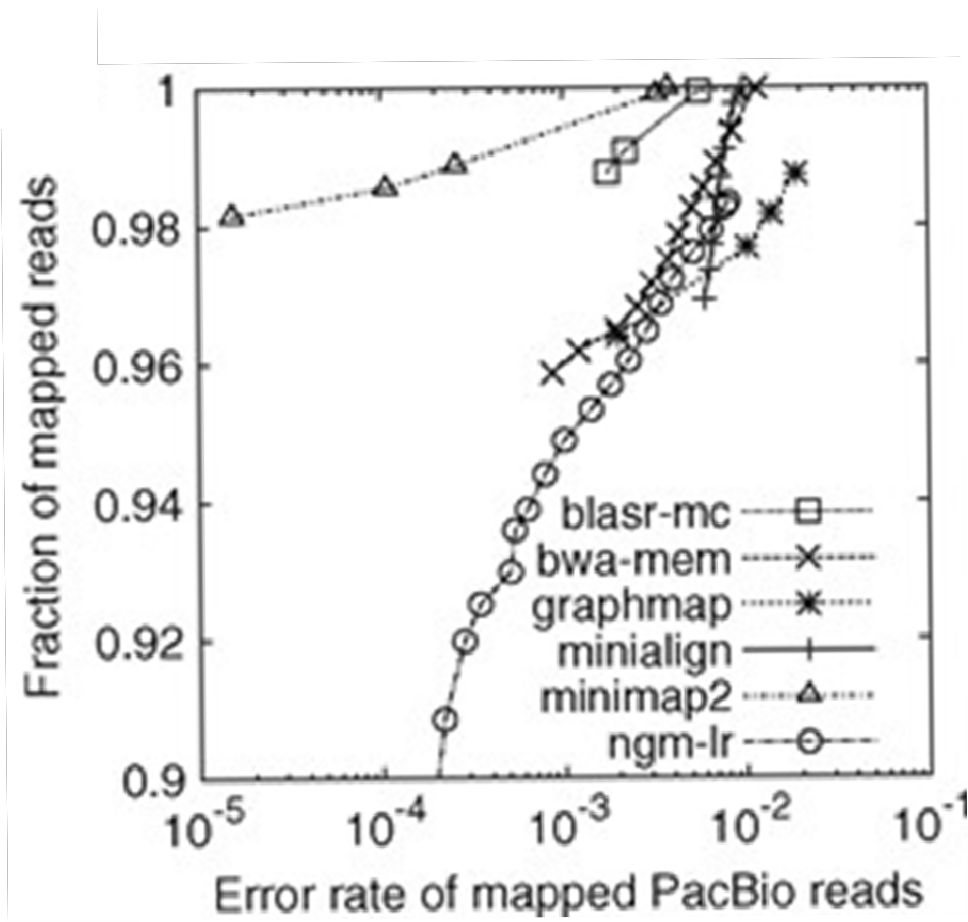 Fraction of mapped reads
1
0.98
0.96
0.94
0.92
0.9
blasr-mc
bwa-mem
graphmap
minialign
minimap2
ngm-lr
10^-5 10^-4 10^-3 10^-2 10^-1
Error rate of mapped PacBio reads